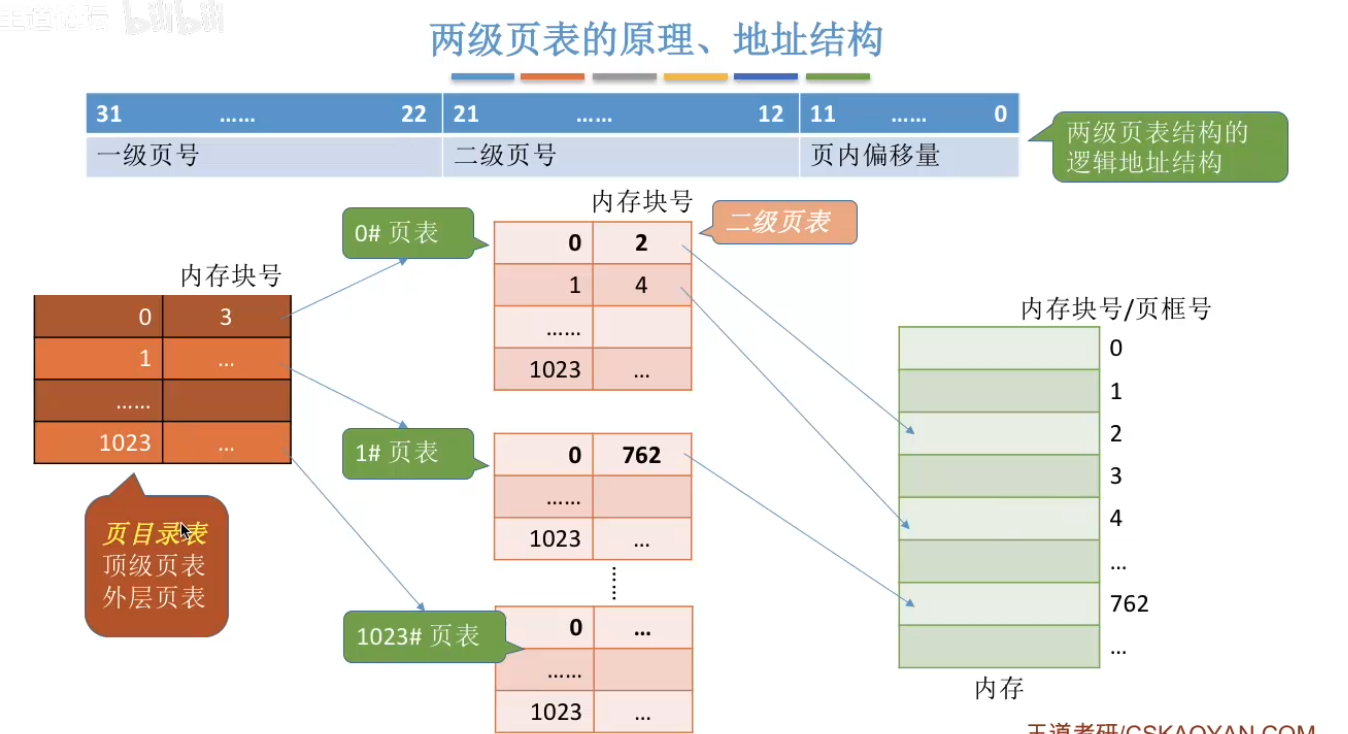 王道论坛 bilibili
两级页表的原理、地址结构
31 …… 22 21 …… 12 11 …… 0
一级页号 二级页号 页内偏移量
两级页表结构的
逻辑地址结构
内存块号
0 3
1 …
……
1023 …
页目录表
顶级页表
外层页表
0# 页表
内存块号
二级页表
0 2
1 4
……
1023 …
1# 页表
0 762
……
1023 …
1023# 页表
0 …
……
1023 …
内存块号/页框号
0
1
2
3
4
…
762
…
内存
王道考研/CSKAOYAN.COM